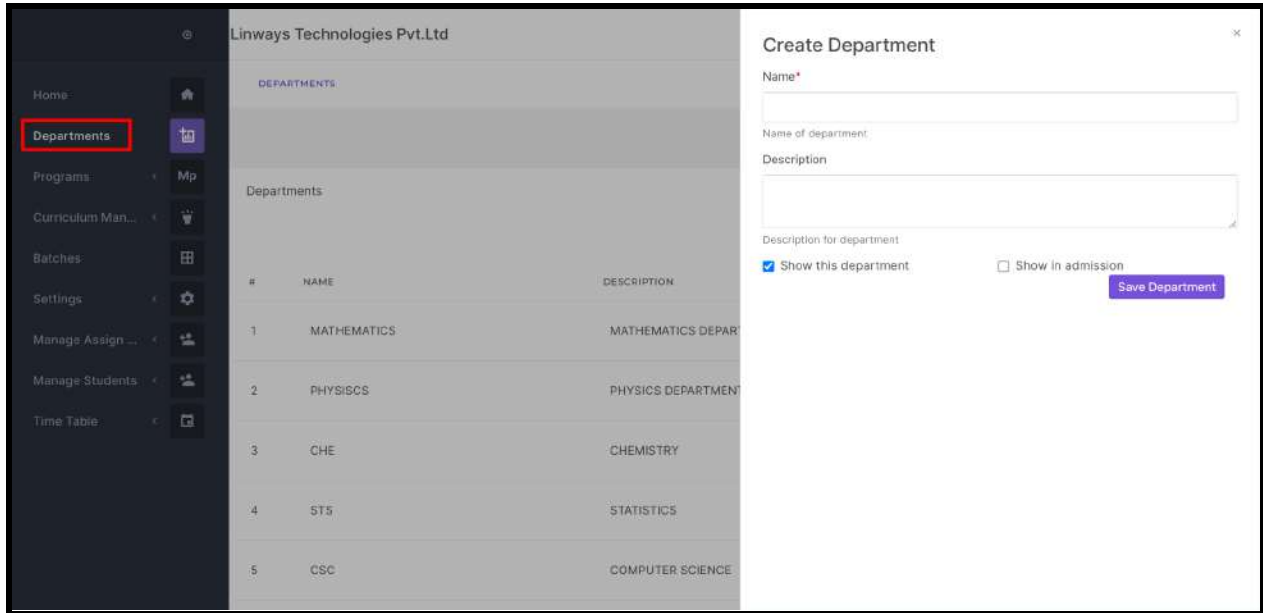 Linways Technologies Pvt.Ltd
Home
Departments
Programs
Mp
Curriculum Man...
Batches
Settings
Manage Assign ...
Manage Students
Time Table
DEPARTMENTS
Departments
# NAME DESCRIPTION
1 MATHEMATICS MATHEMATICS DEPART
2 PHYSISCS PHYSICS DEPARTMENT
3 CHE CHEMISTRY
4 STS STATISTICS
5 CSC COMPUTER SCIENCE
Create Department
×
Name*
Name of department
Description
Description for department
Show this department
Show in admission
Save Department